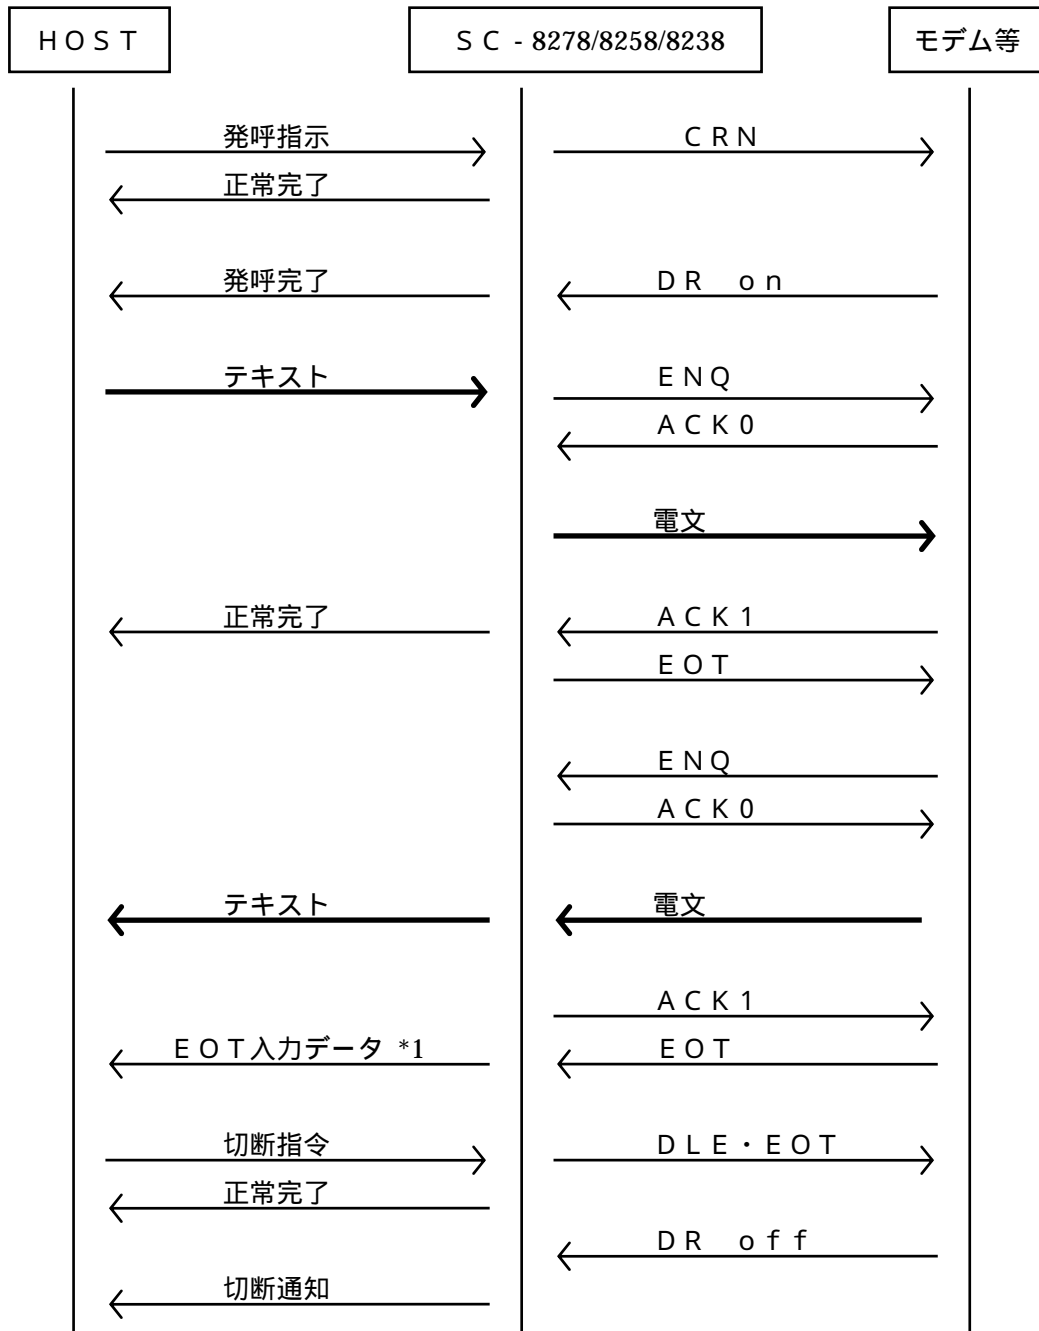 ＨＯＳＴ
ＳＣ-8278/8258/8238
モデム等
発呼指示
ＣＲＮ
正常完了
発呼完了
ＤＲ　ｏｎ
テキスト
ＥＮＱ
ＡＣＫ０
電文
正常完了
ＡＣＫ１
ＥＯＴ
ＥＮＱ
ＡＣＫ０
テキスト
電文
ＡＣＫ１
ＥＯＴ入力データ *1
ＥＯＴ
切断指令
ＤＬＥ・ＥＯＴ
正常完了
ＤＲ　ｏｆｆ
切断通知